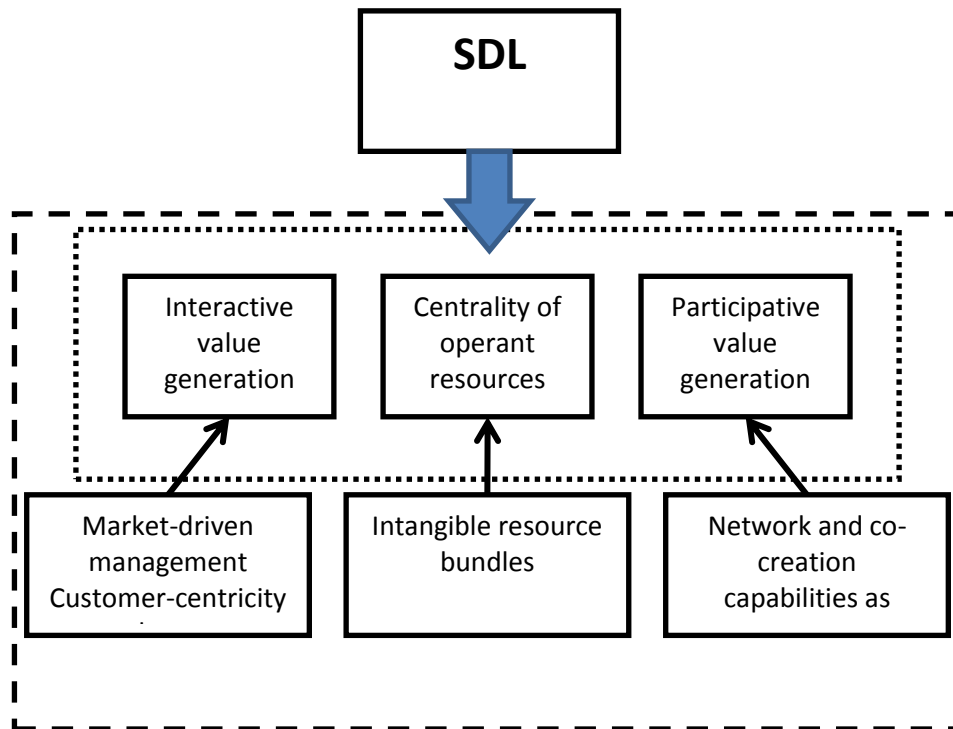 SDL
Interactive
value
generation
Centrality of
operant
resources
Participative
value
generation
Market-driven
management
Customer-centricity
Intangible resource
bundles
Network and co-
creation
capabilities as